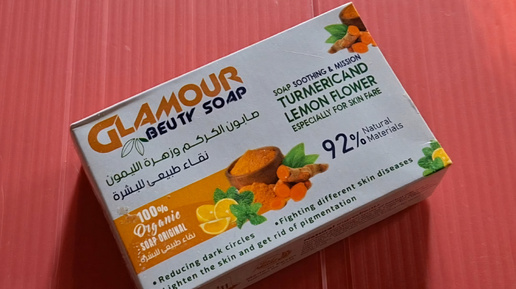 GLAMOUR
BEUTY SOAP
صابون الكركم وزهرة الليمون
نقاء طبيعي للبشرة
SOAP SOOTHING & MISSION
TURMERICAND
LEMON FLOWER
ESPECIALLY FOR SKIN FARE
92% Natural
Materials
100%
Organic
SOAP ORIGINAL
نقاء طبيعي للبشرة
• Fighting different skin diseases
• Reducing dark circles
Lighten the skin and get rid of pigmentation